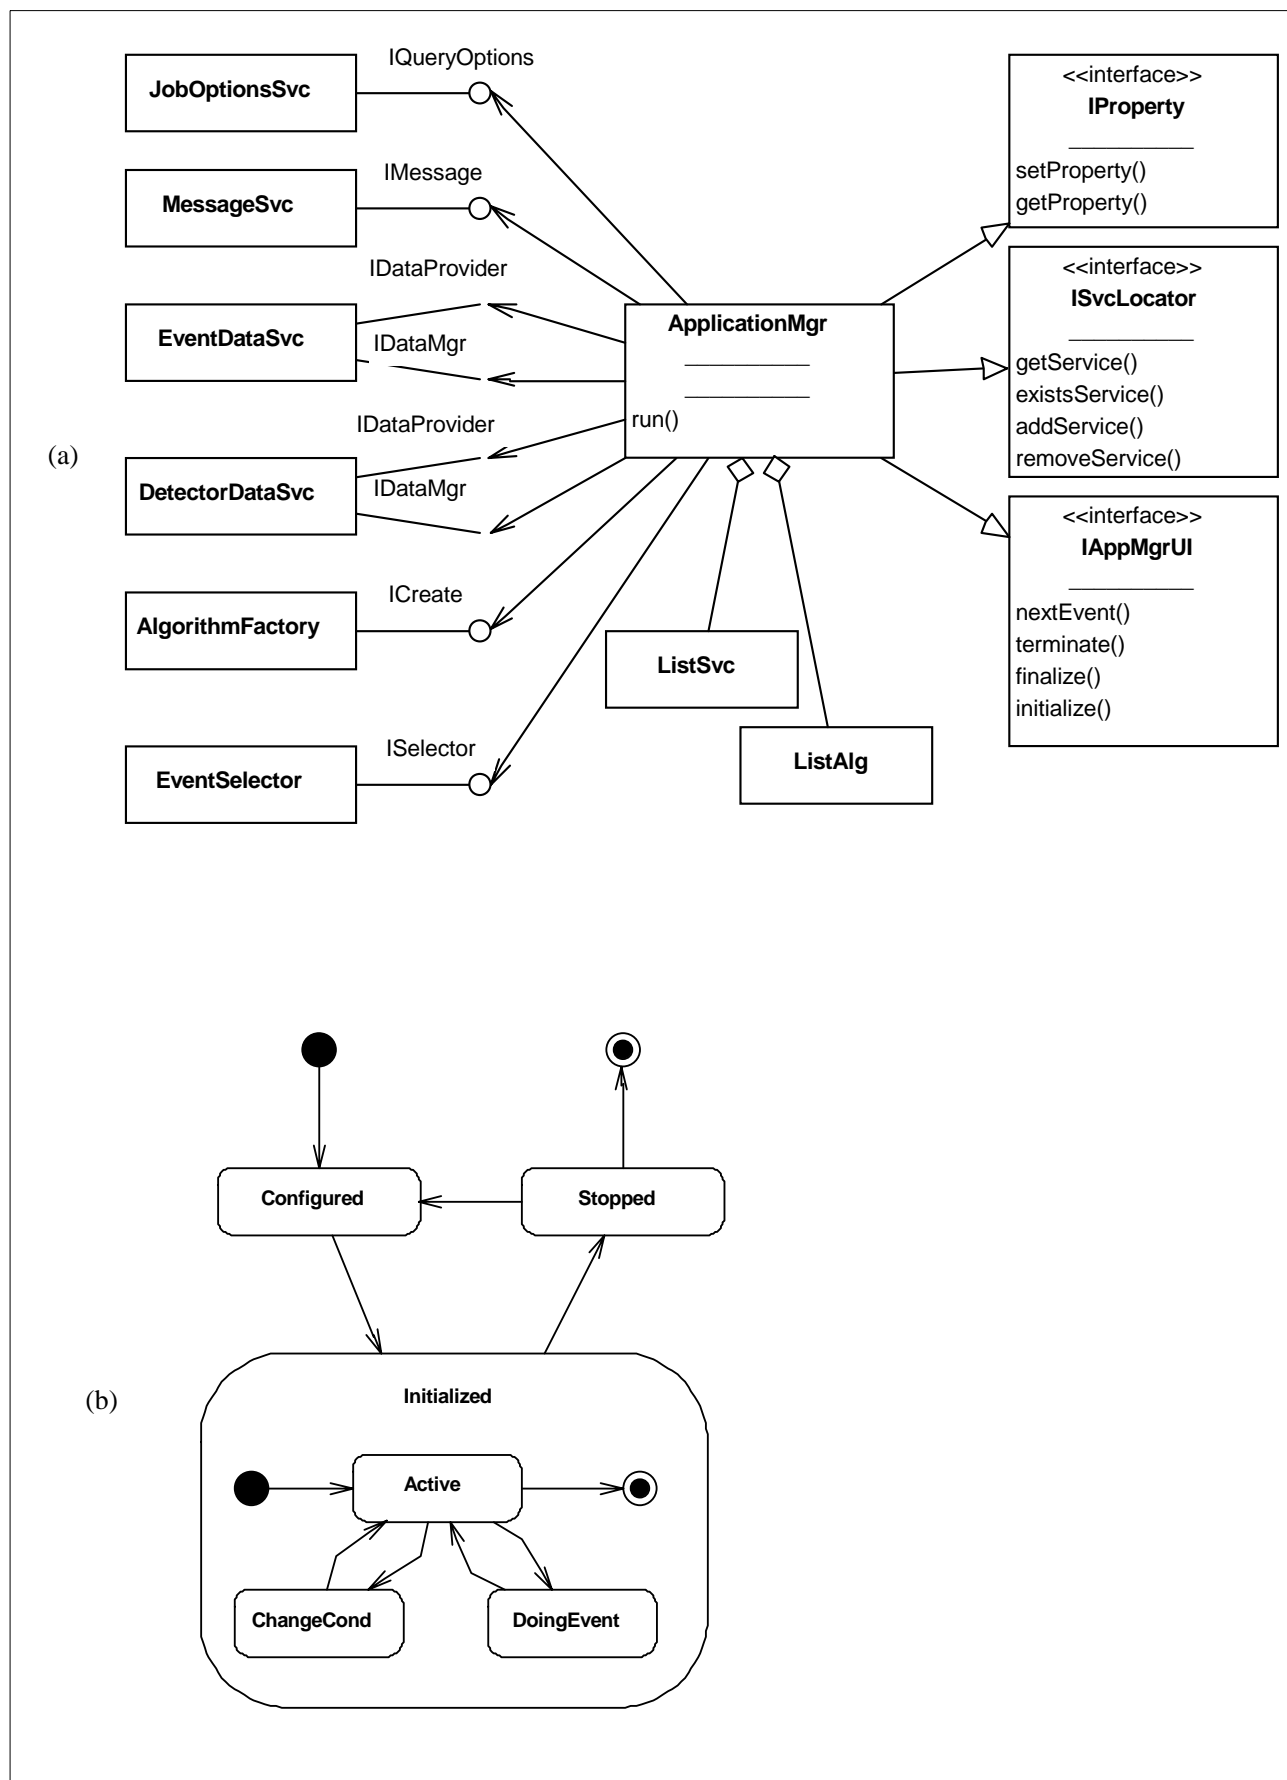 (a)
JobOptionsSvc
IQueryOptions
MessageSvc
IMessage
EventDataSvc
IDataProvider
IDataMgr
DetectorDataSvc
IDataProvider
IDataMgr
AlgorithmFactory
ICreate
EventSelector
ISelector
ApplicationMgr
run()
ListSvc
ListAlg
<<interface>>
IProperty
setProperty()
getProperty()
<<interface>>
ISvcLocator
getService()
existsService()
addService()
removeService()
<<interface>>
IAppMgrUI
nextEvent()
terminate()
finalize()
initialize()
(b)
Configured
Stopped
Initialized
Active
ChangeCond
DoingEvent